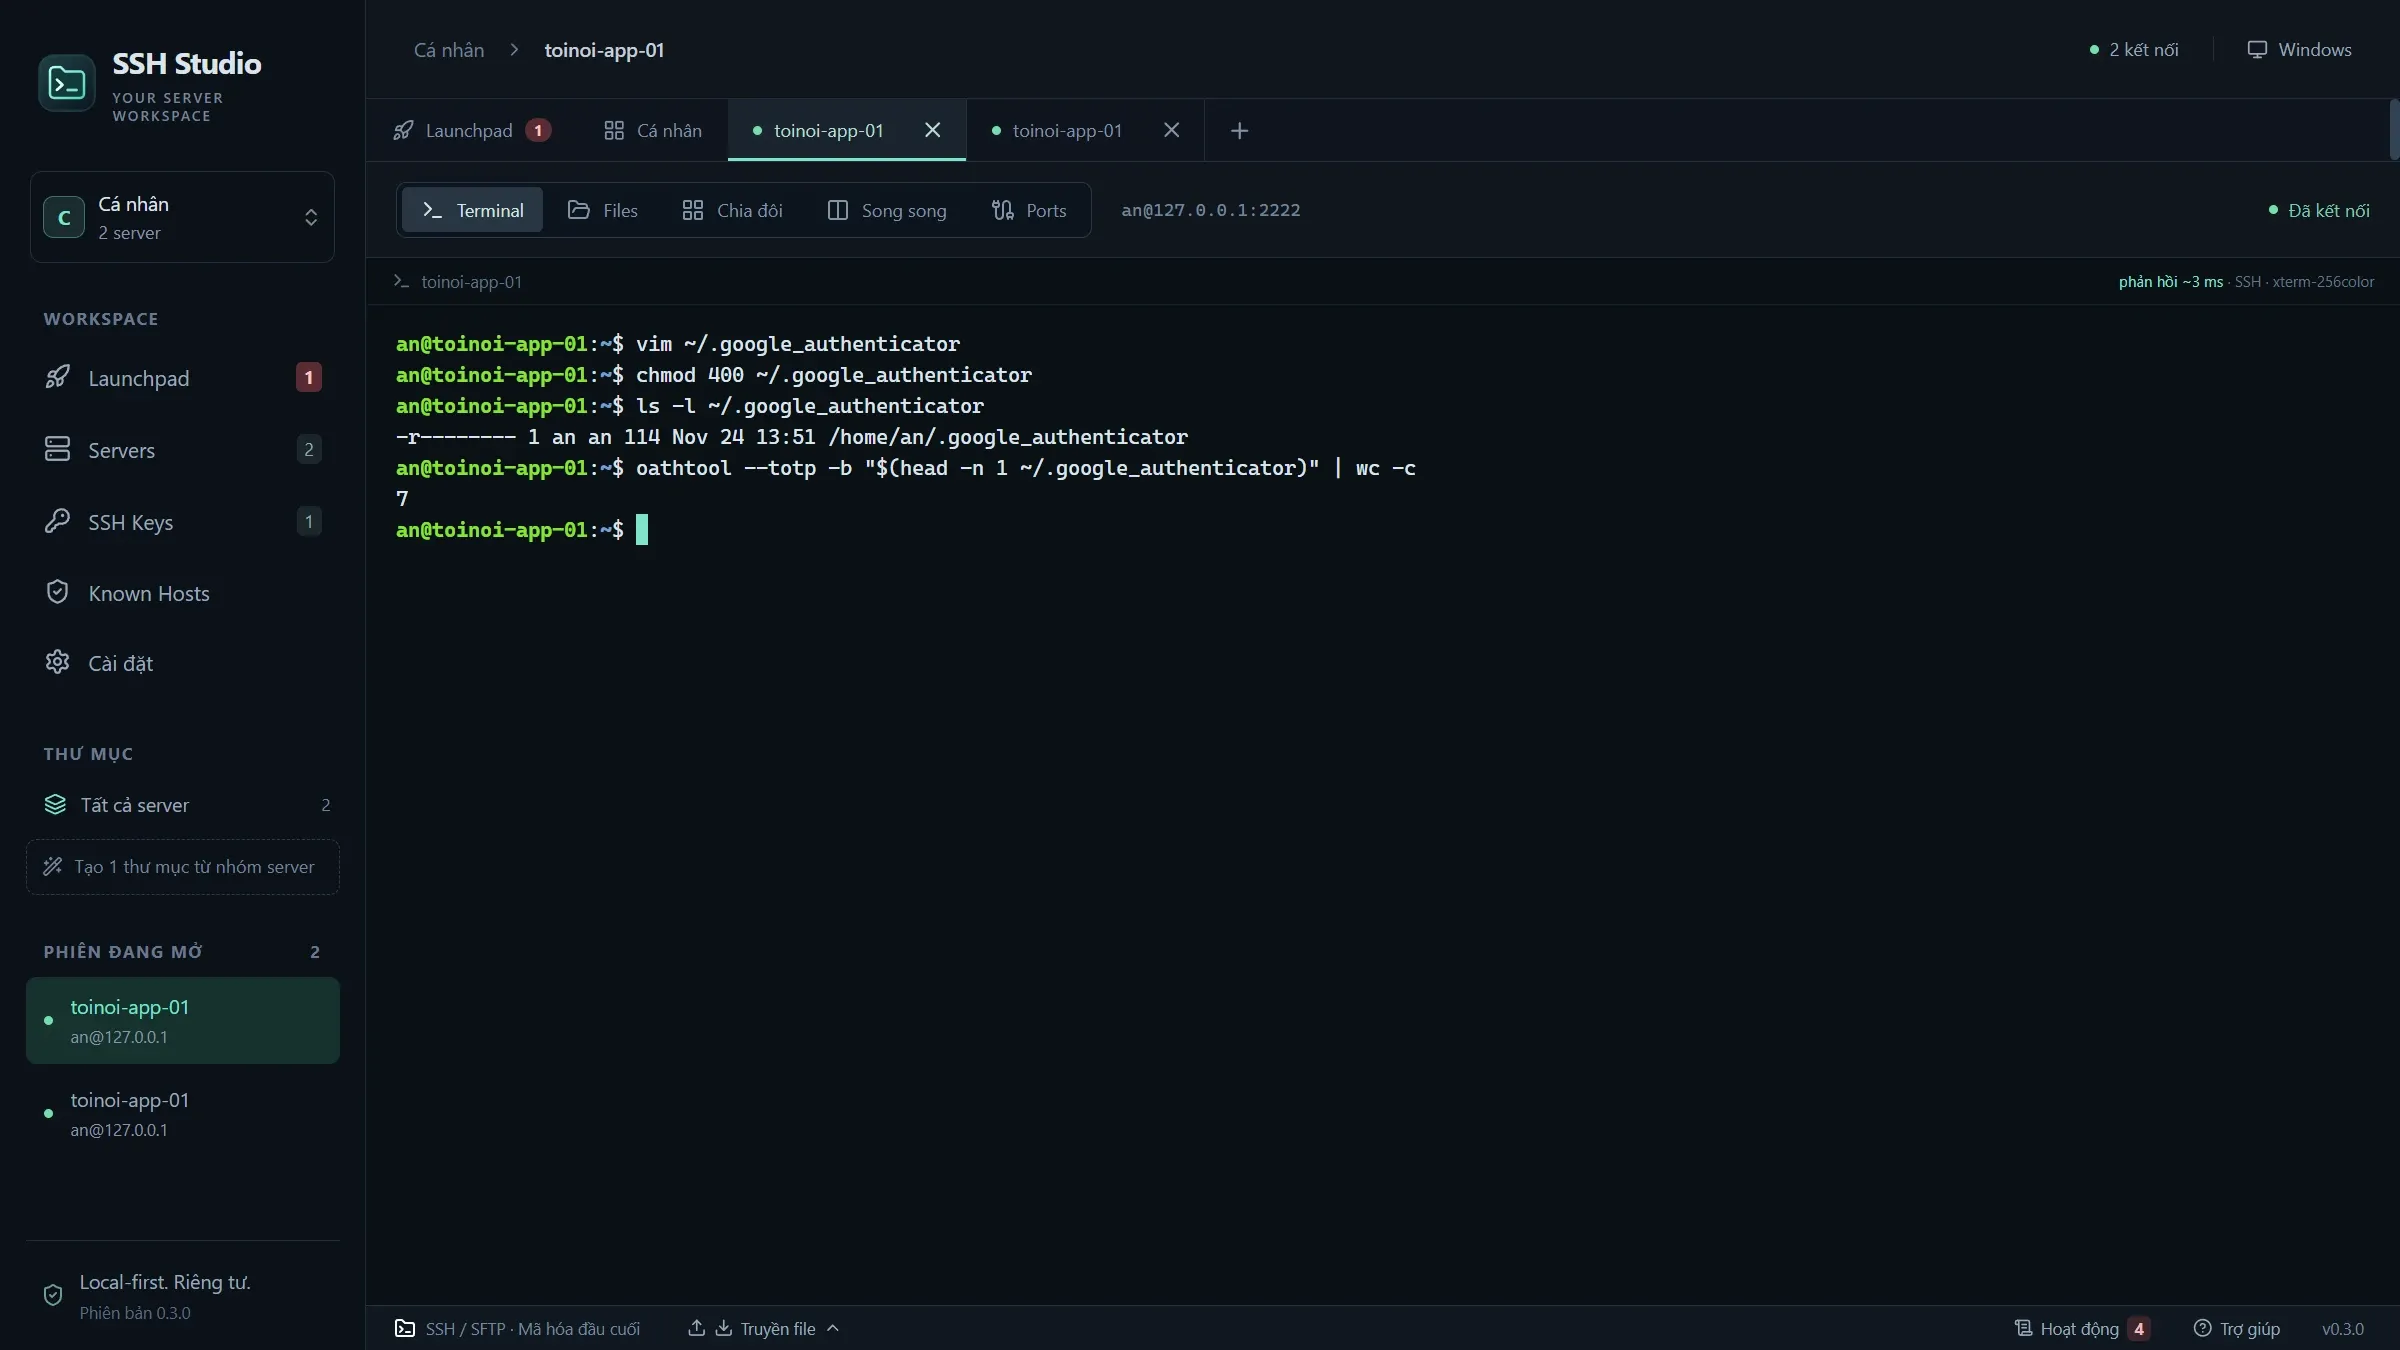 SSH Studio
YOUR SERVER
WORKSPACE
C
Cá nhân
2 server
WORKSPACE
Launchpad 1
Servers 2
SSH Keys 1
Known Hosts
Cài đặt
THƯ MỤC
Tất cả server 2
Tạo 1 thư mục từ nhóm server
PHIÊN ĐANG MỞ 2
toinoi-app-01
an@127.0.0.1
toinoi-app-01
an@127.0.0.1
Local-first. Riêng tư.
Phiên bản 0.3.0
Cá nhân > toinoi-app-01
2 kết nối Windows
Launchpad 1 Cá nhân toinoi-app-01 toinoi-app-01
Terminal Files Chia đôi Song song Ports an@127.0.0.1:2222 Đã kết nối
toinoi-app-01 phản hồi ~3 ms · SSH · xterm-256color
an@toinoi-app-01:~$ vim ~/.google_authenticator
an@toinoi-app-01:~$ chmod 400 ~/.google_authenticator
an@toinoi-app-01:~$ ls -l ~/.google_authenticator
-r-------- 1 an an 114 Nov 24 13:51 /home/an/.google_authenticator
an@toinoi-app-01:~$ oathtool --totp -b "$(head -n 1 ~/.google_authenticator)" | wc -c
7
an@toinoi-app-01:~$
SSH / SFTP · Mã hóa đầu cuối Truyền file Hoạt động 4 Trợ giúp v0.3.0